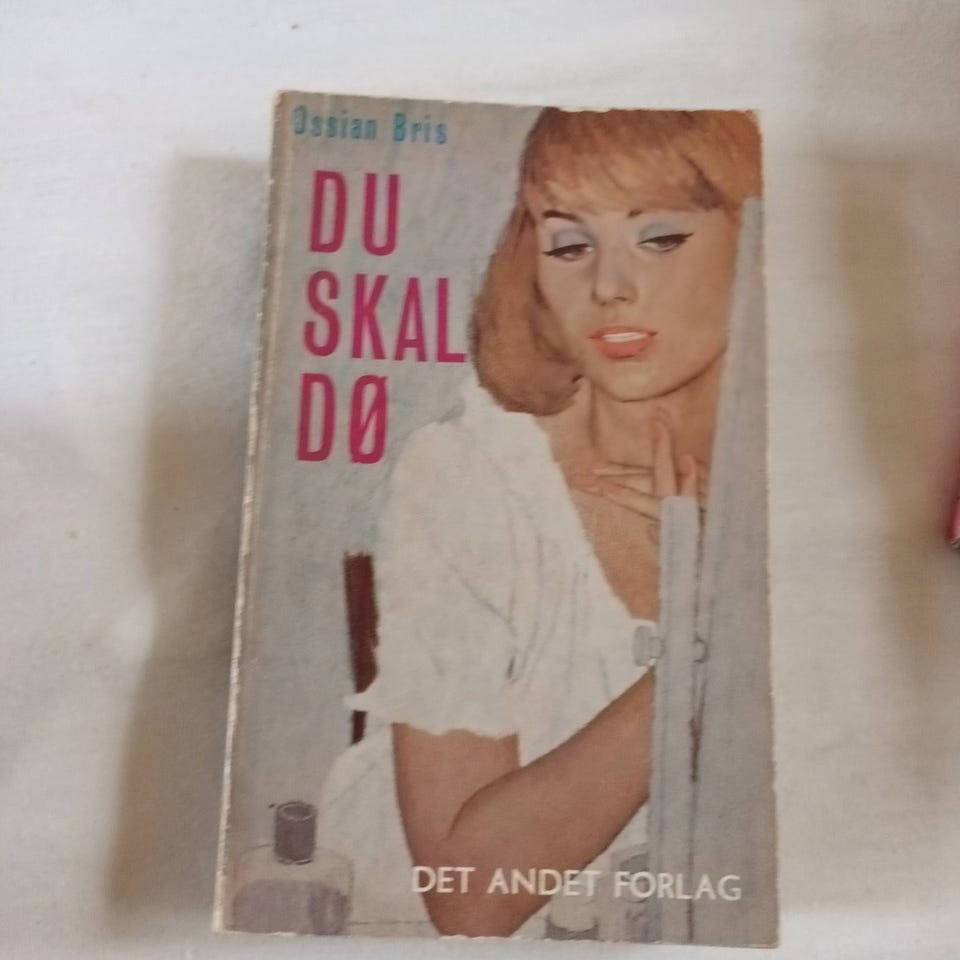 Ossian Bris
DU
SKAL
DØ
DET ANDET FORLAG